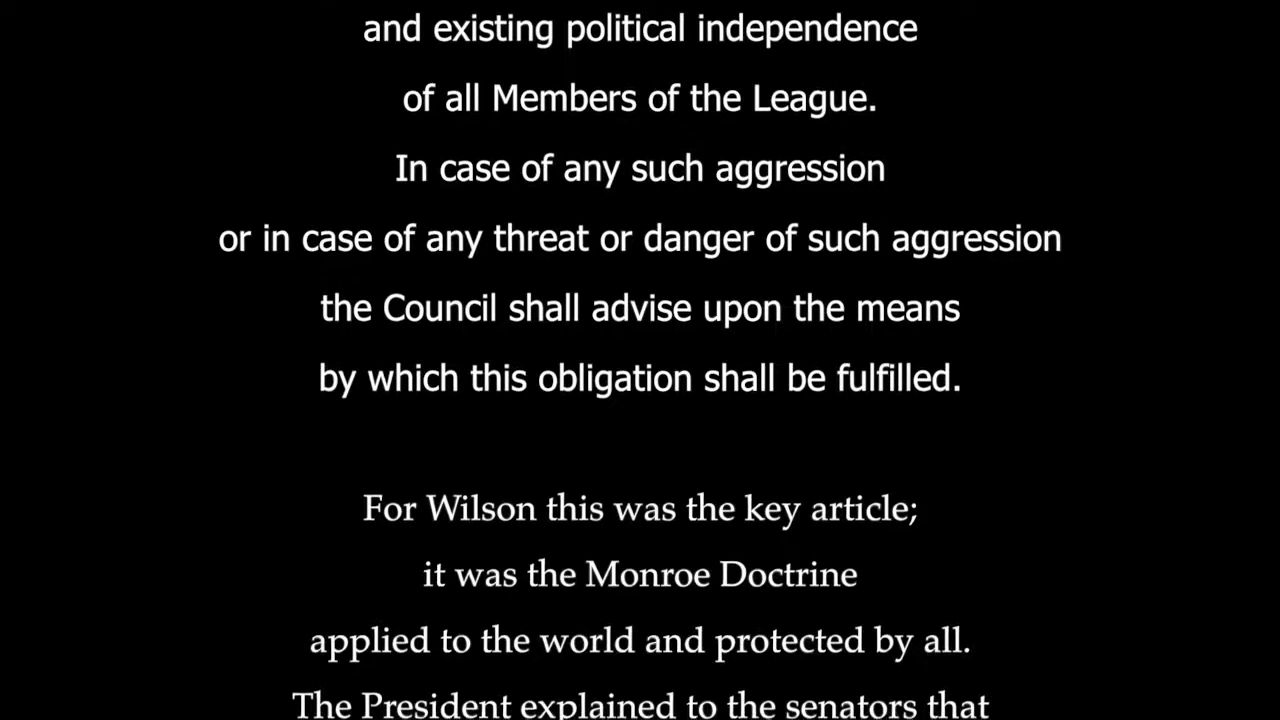 and existing political independence
of all Members of the League.
In case of any such aggression
or in case of any threat or danger of such aggression
the Council shall advise upon the means
by which this obligation shall be fulfilled.
For Wilson this was the key article;
it was the Monroe Doctrine
applied to the world and protected by all.
The President explained to the senators that